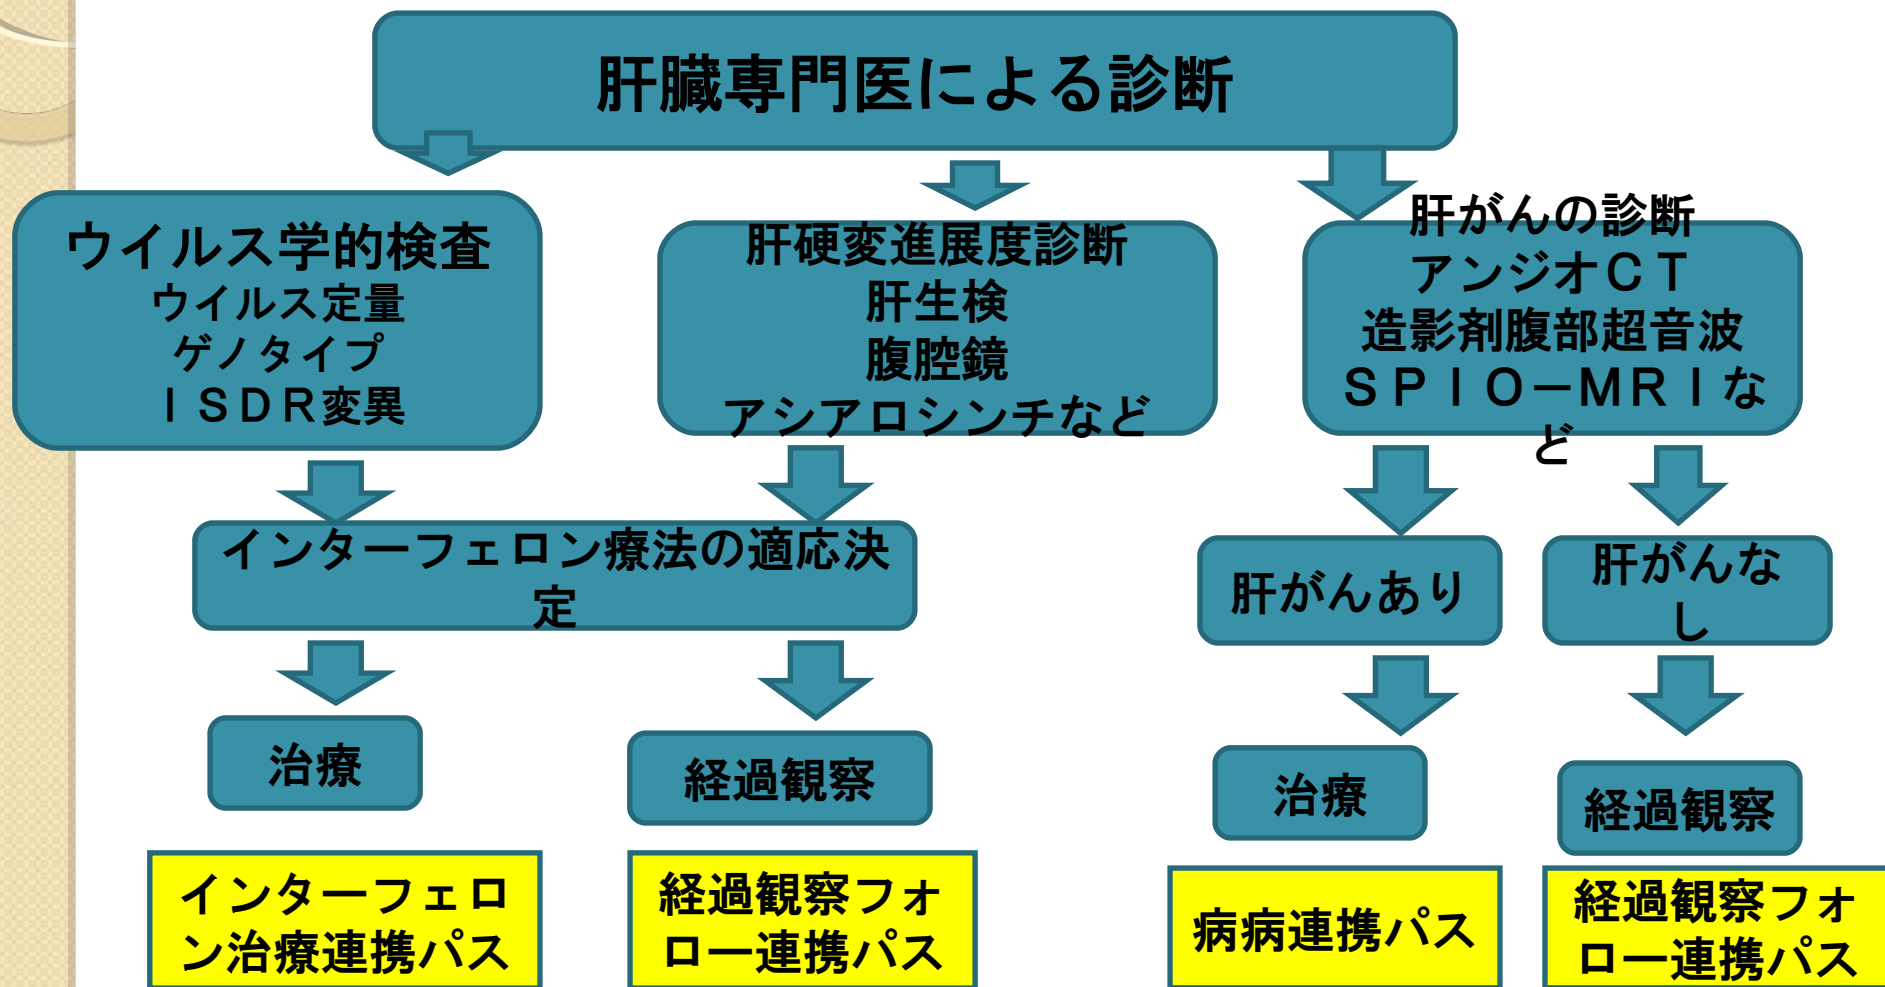 肝臓専門医による診断
ウイルス学的検査
ウイルス定量
ゲノタイプ
ＩＳＤＲ変異
肝硬変進展度診断
肝生検
腹腔鏡
アシアロシンチなど
肝がんの診断
アンジオＣＴ
造影剤腹部超音波
ＳＰＩＯーＭＲＩな
ど
インターフェロン療法の適応決
定
肝がんあり
肝がんな
し
治療
経過観察
治療
経過観察
インターフェロ
ン治療連携パス
経過観察フォ
ロー連携パス
病病連携パス
経過観察フォ
ロー連携パス